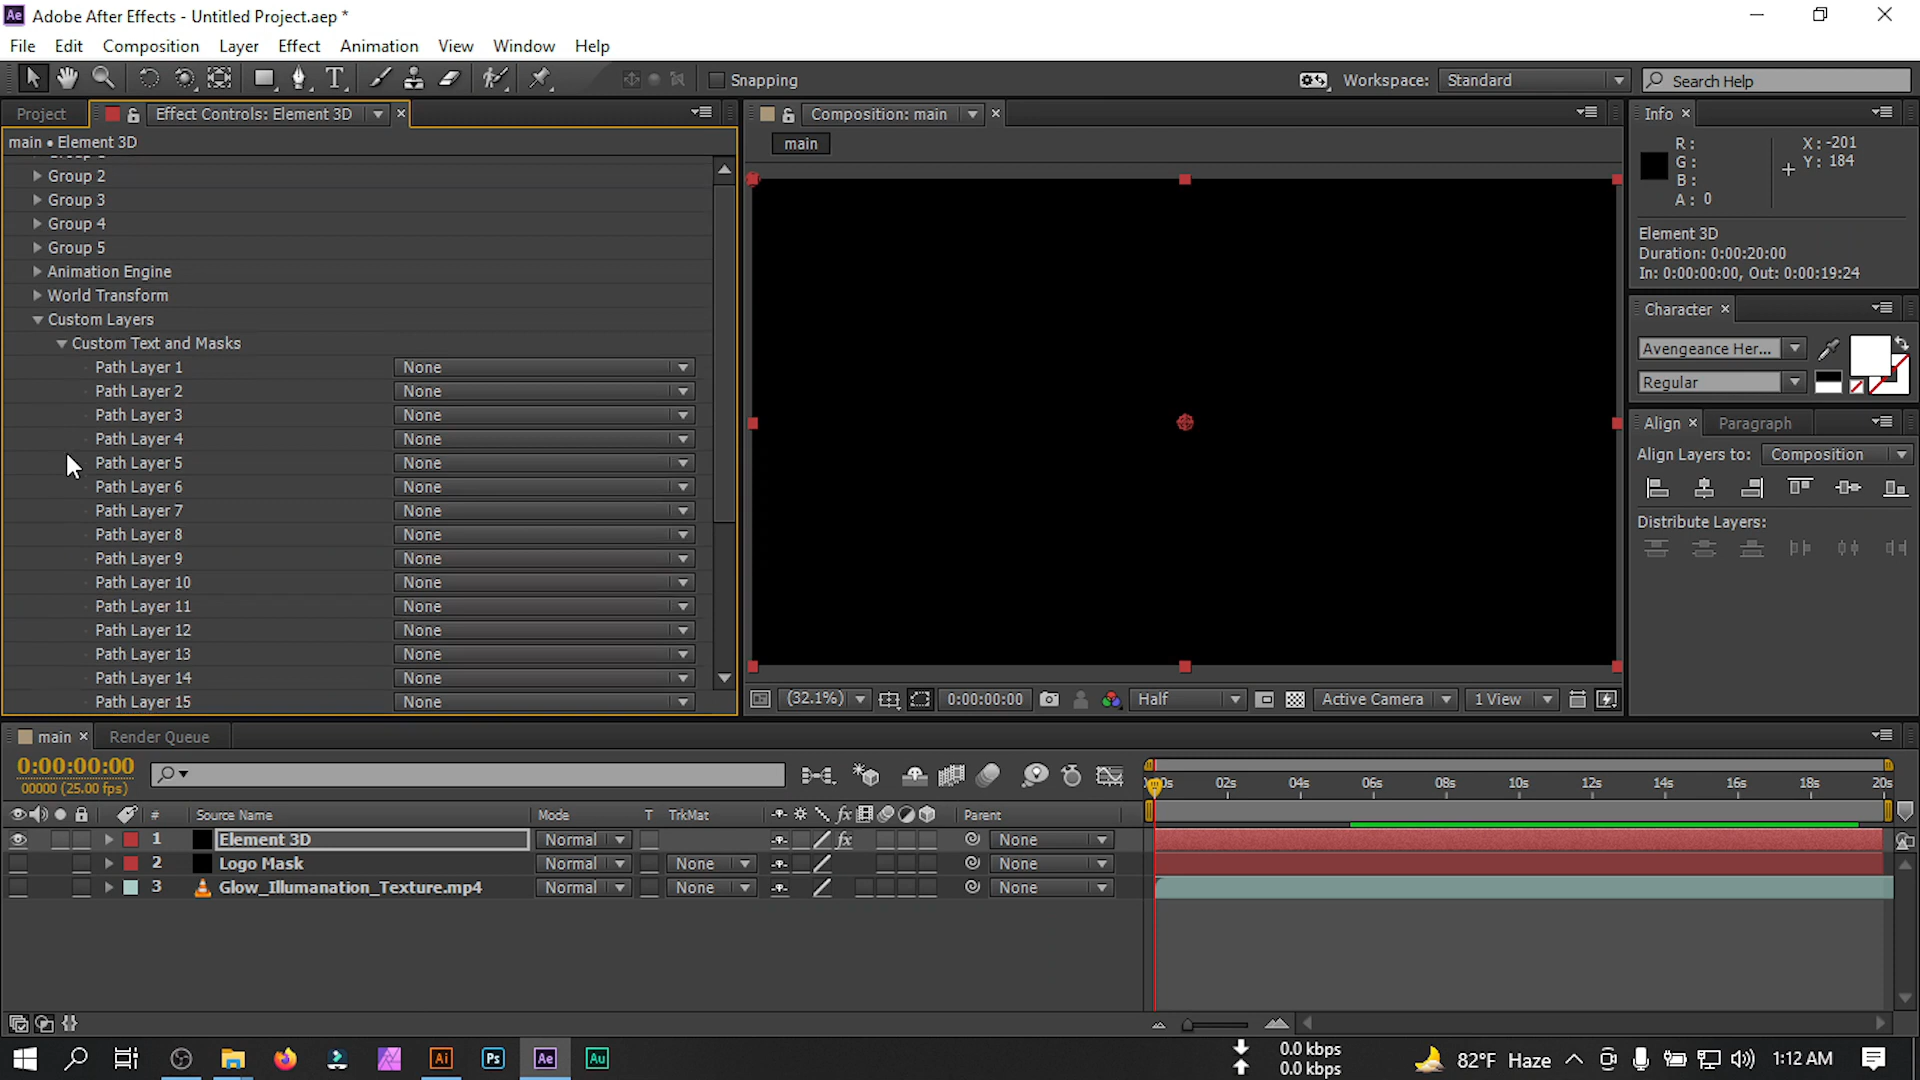 Adobe After Effects - Untitled Project.aep *
File Edit Composition Layer Effect Animation View Window Help
Snapping
Workspace: Standard
Search Help
Project
Effect Controls: Element 3D
Composition: main
Info
main • Element 3D
main
R:
G:
B:
A: 0
X: -201
Y: 184
Group 2
Group 3
Group 4
Group 5
Animation Engine
World Transform
Custom Layers
Custom Text and Masks
Path Layer 1 None
Path Layer 2 None
Path Layer 3 None
Path Layer 4 None
Path Layer 5 None
Path Layer 6 None
Path Layer 7 None
Path Layer 8 None
Path Layer 9 None
Path Layer 10 None
Path Layer 11 None
Path Layer 12 None
Path Layer 13 None
Path Layer 14 None
Path Layer 15 None
Element 3D
Duration: 0:00:20:00
In: 0:00:00:00, Out: 0:00:19:24
Character
Avengeance Her...
Regular
Align Paragraph
Align Layers to: Composition
Distribute Layers:
(32.1%) 0:00:00:00 Half Active Camera 1 View
main Render Queue
0:00:00:00
00000 (25.00 fps)
02s 04s 06s 08s 10s 12s 14s 16s 18s 20s
# Source Name Mode T TrkMat Parent
1 Element 3D Normal None
2 Logo Mask Normal None None
3 Glow_Illumanation_Texture.mp4 Normal None None
0.0 kbps
0.0 kbps
82°F Haze
1:12 AM